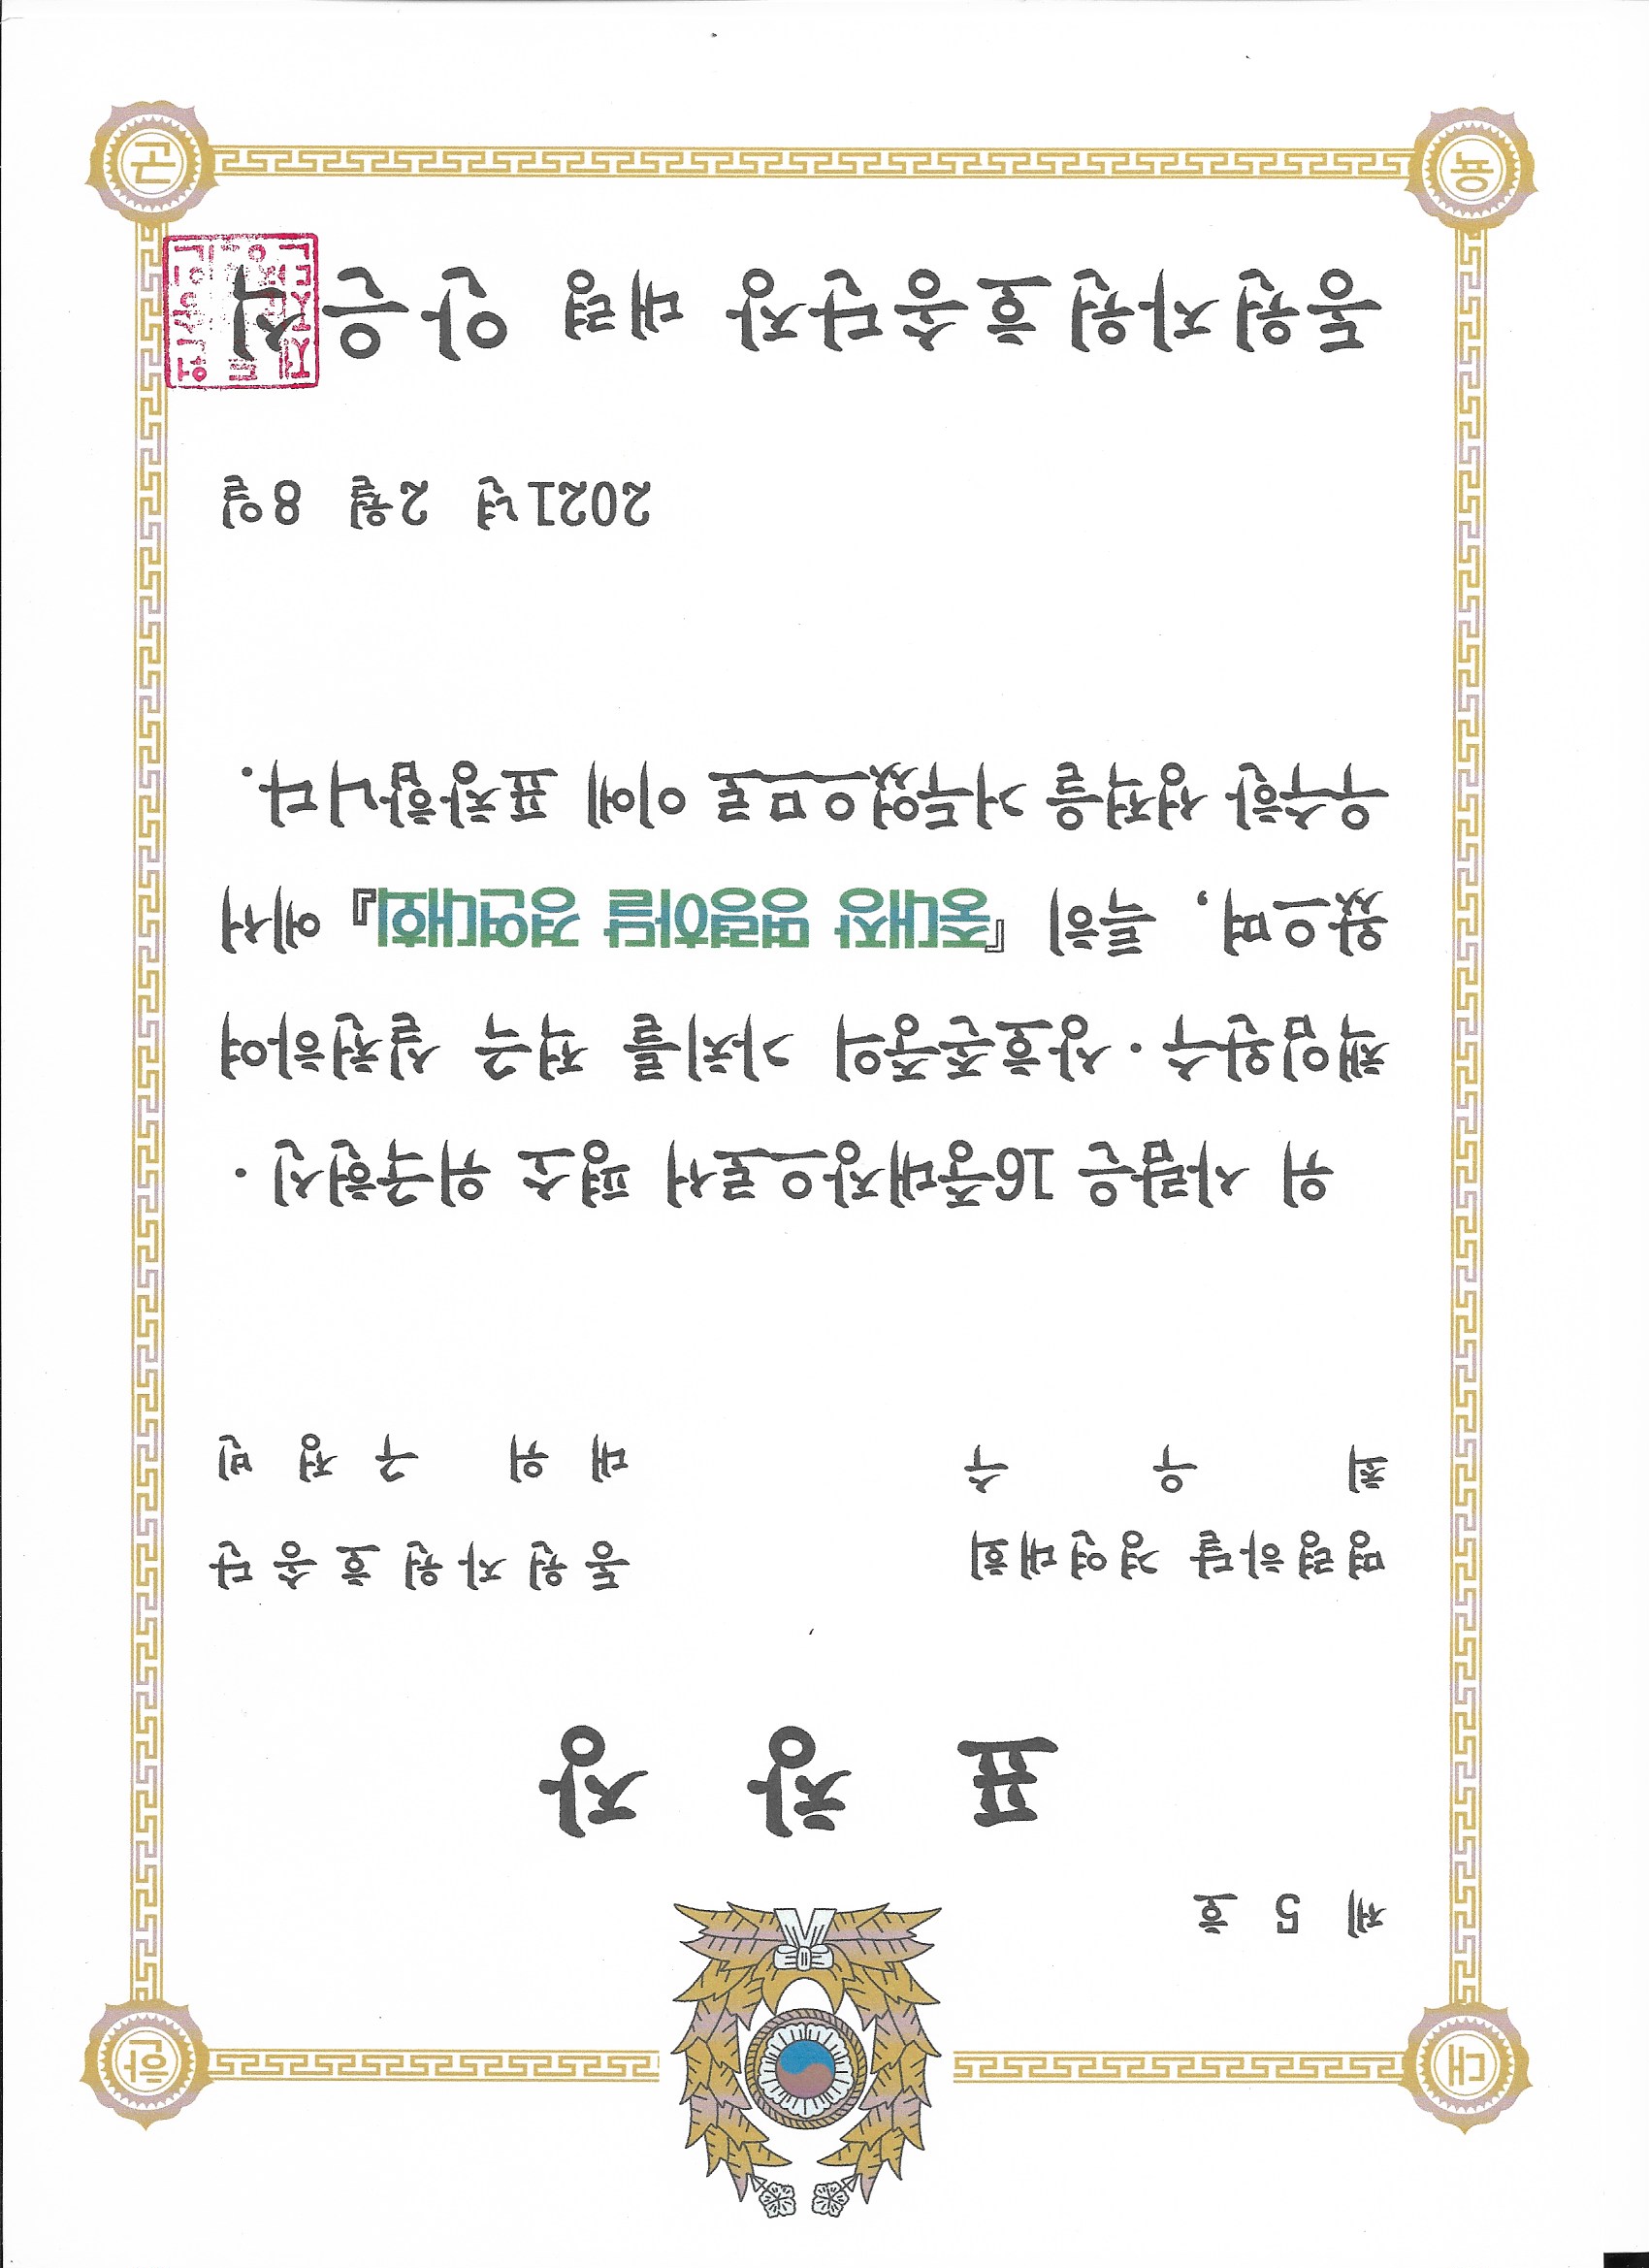 대 한
제 5 호
표 창 장
명령하달 경연대회
최 우 수
동원자원호송단
대위 구정빈
위 사람은 16중대장으로서 평소 위국헌신·
책임완수·상호존중의 가치를 적극 실천하여
왔으며, 특히 『중대장 명령하달 경연대회』에서
우수한 성적을 거두었으므로 이에 표창합니다.
2021년 2월 8일
동원자원호송단장 대령 안은식
육 군